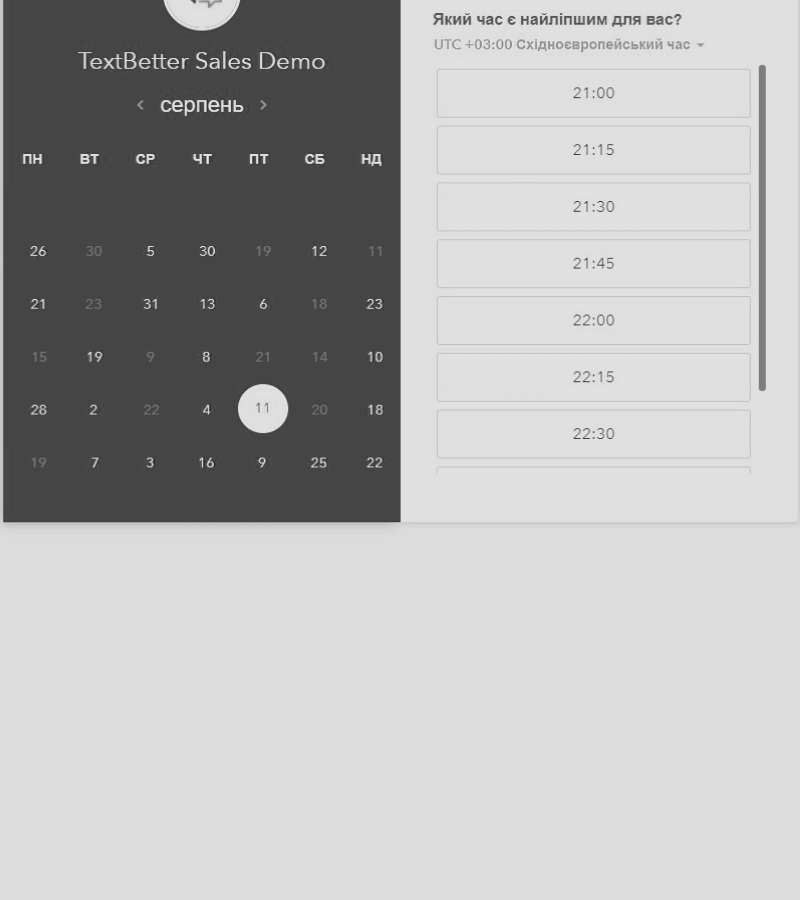 TextBetter Sales Demo
‹ серпень ›
ПН ВТ СР ЧТ ПТ СБ НД
26 30 5 30 19 12 11
21 23 31 13 6 18 23
15 19 9 8 21 14 10
28 2 22 4 11 20 18
19 7 3 16 9 25 22
Який час є найліпшим для вас?
UTC +03:00 Східноєвропейський час
21:00
21:15
21:30
21:45
22:00
22:15
22:30